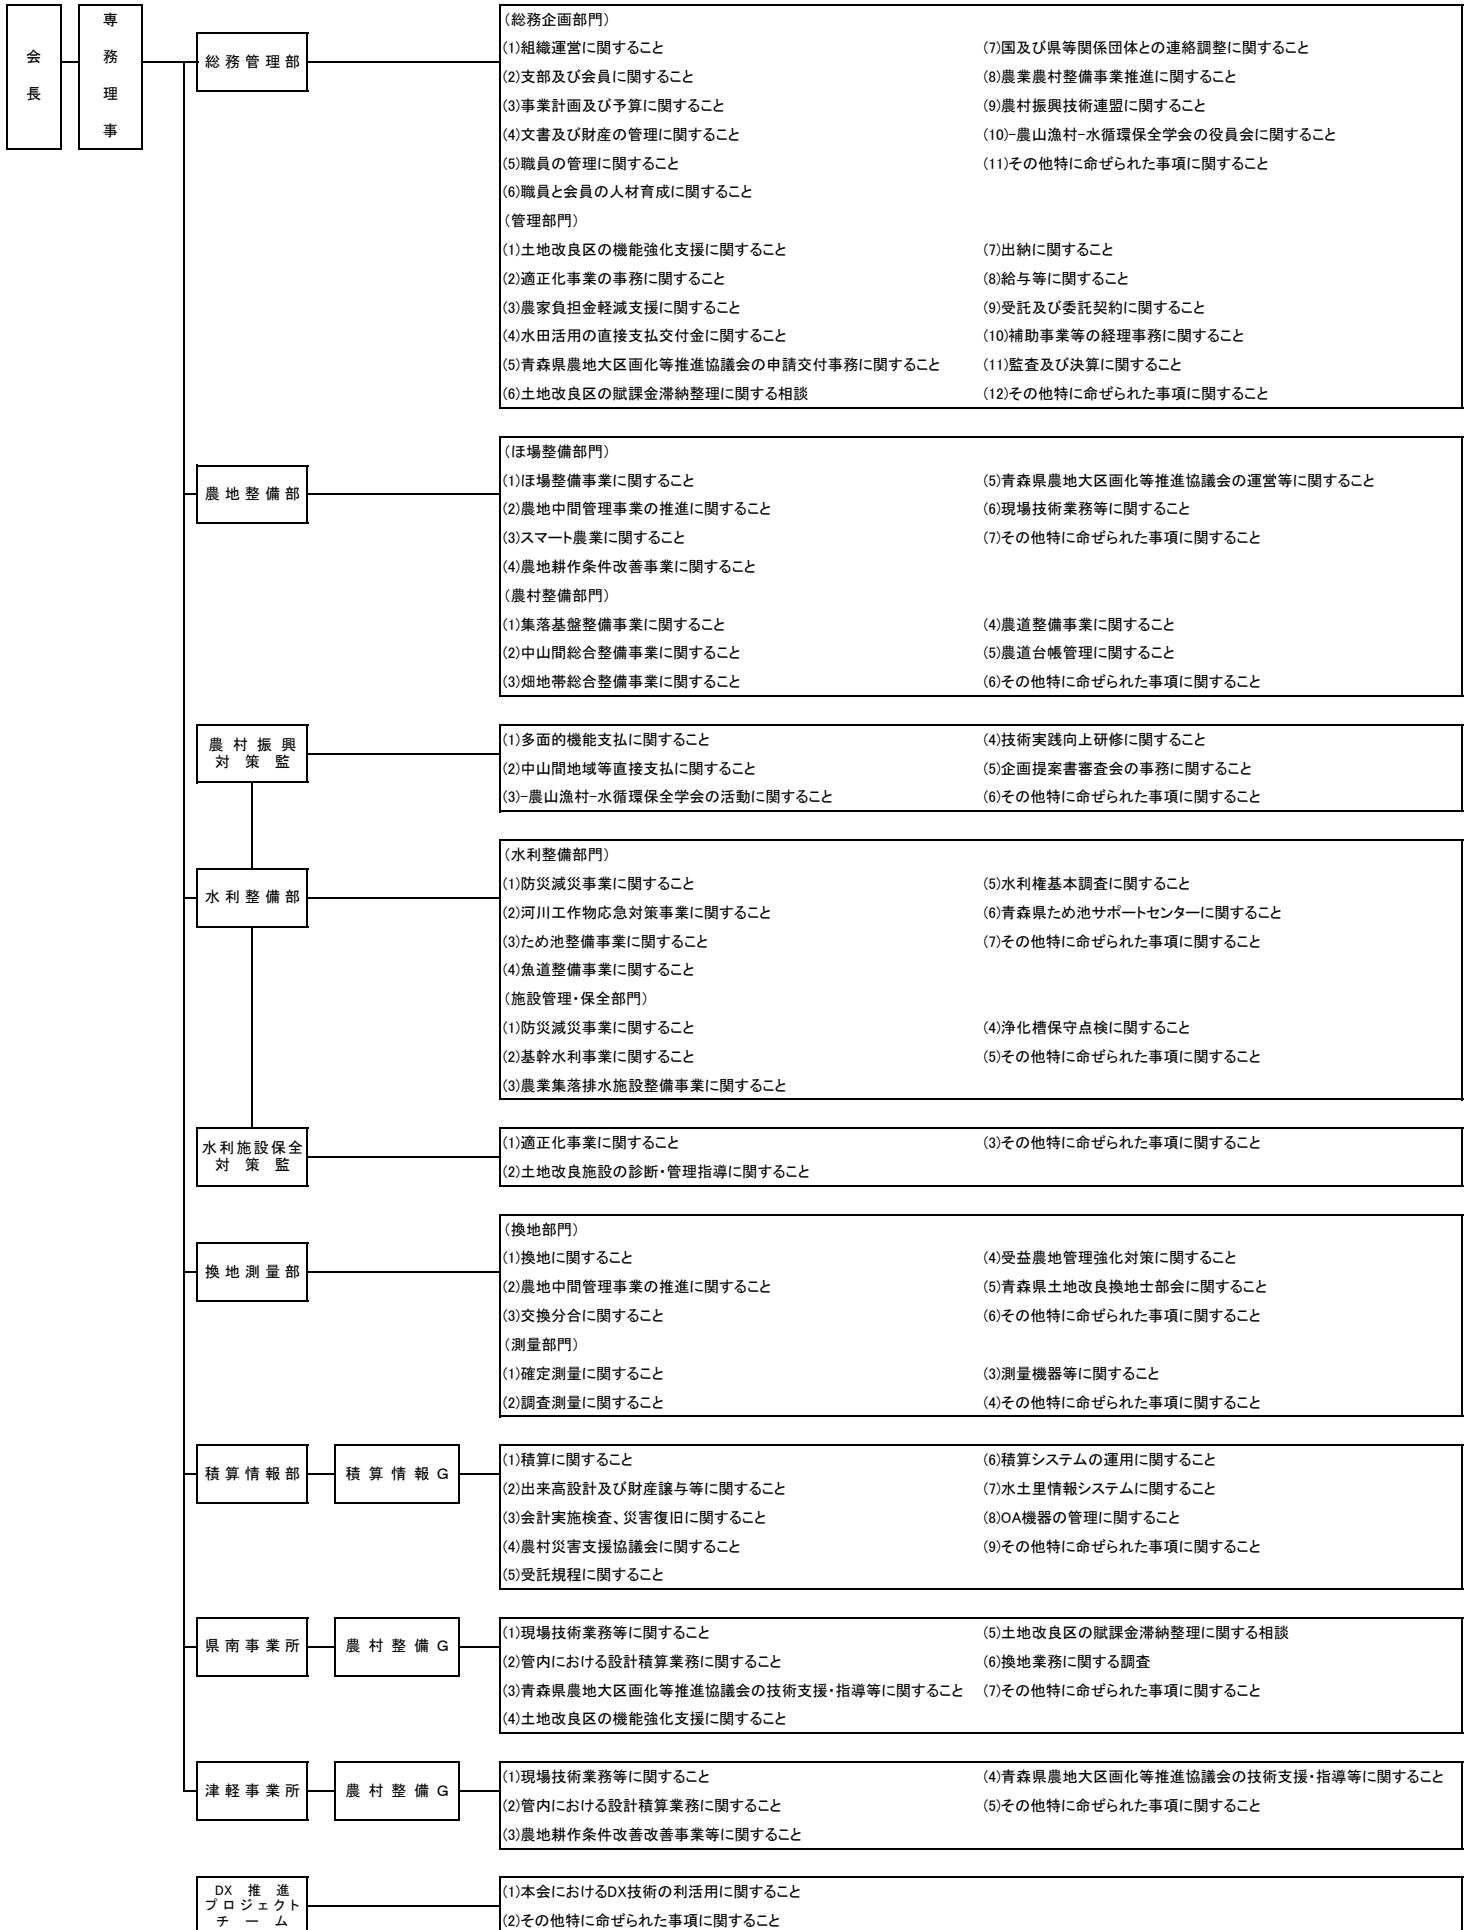 会長
専務理事
総務管理部
(総務企画部門)
(1)組織運営に関すること
(2)支部及び会員に関すること
(3)事業計画及び予算に関すること
(4)文書及び財産の管理に関すること
(5)職員の管理に関すること
(6)職員と会員の人材育成に関すること
(7)国及び県等関係団体との連絡調整に関すること
(8)農業農村整備事業推進に関すること
(9)農村振興技術連盟に関すること
(10)-農山漁村-水循環保全学会の役員会に関すること
(11)その他特に命ぜられた事項に関すること
(管理部門)
(1)土地改良区の機能強化支援に関すること
(2)適正化事業の事務に関すること
(3)農家負担金軽減支援に関すること
(4)水田活用の直接支払交付金に関すること
(5)青森県農地大区画化等推進協議会の申請交付事務に関すること
(6)土地改良区の賦課金滞納整理に関する相談
(7)出納に関すること
(8)給与等に関すること
(9)受託及び委託契約に関すること
(10)補助事業等の経理事務に関すること
(11)監査及び決算に関すること
(12)その他特に命ぜられた事項に関すること
農地整備部
(ほ場整備部門)
(1)ほ場整備事業に関すること
(2)農地中間管理事業の推進に関すること
(3)スマート農業に関すること
(4)農地耕作条件改善事業に関すること
(5)青森県農地大区画化等推進協議会の運営等に関すること
(6)現場技術業務等に関すること
(7)その他特に命ぜられた事項に関すること
(農村整備部門)
(1)集落基盤整備事業に関すること
(2)中山間総合整備事業に関すること
(3)畑地帯総合整備事業に関すること
(4)農道整備事業に関すること
(5)農道台帳管理に関すること
(6)その他特に命ぜられた事項に関すること
農村振興
対策監
(1)多面的機能支払に関すること
(2)中山間地域等直接支払に関すること
(3)-農山漁村-水循環保全学会の活動に関すること
(4)技術実践向上研修に関すること
(5)企画提案書審査会の事務に関すること
(6)その他特に命ぜられた事項に関すること
水利整備部
(水利整備部門)
(1)防災減災事業に関すること
(2)河川工作物応急対策事業に関すること
(3)ため池整備事業に関すること
(4)魚道整備事業に関すること
(5)水利権基本調査に関すること
(6)青森県ため池サポートセンターに関すること
(7)その他特に命ぜられた事項に関すること
(施設管理・保全部門)
(1)防災減災事業に関すること
(2)基幹水利事業に関すること
(3)農業集落排水施設整備事業に関すること
(4)浄化槽保守点検に関すること
(5)その他特に命ぜられた事項に関すること
水利施設保全
対策監
(1)適正化事業に関すること
(2)土地改良施設の診断・管理指導に関すること
(3)その他特に命ぜられた事項に関すること
換地測量部
(換地部門)
(1)換地に関すること
(2)農地中間管理事業の推進に関すること
(3)交換分合に関すること
(4)受益農地管理強化対策に関すること
(5)青森県土地改良換地士部会に関すること
(6)その他特に命ぜられた事項に関すること
(測量部門)
(1)確定測量に関すること
(2)調査測量に関すること
(3)測量機器等に関すること
(4)その他特に命ぜられた事項に関すること
積算情報部
積算情報G
(1)積算に関すること
(2)出来高設計及び財産譲与等に関すること
(3)会計実施検査、災害復旧に関すること
(4)農村災害支援協議会に関すること
(5)受託規程に関すること
(6)積算システムの運用に関すること
(7)水土里情報システムに関すること
(8)OA機器の管理に関すること
(9)その他特に命ぜられた事項に関すること
県南事業所
農村整備G
(1)現場技術業務等に関すること
(2)管内における設計積算業務に関すること
(3)青森県農地大区画化等推進協議会の技術支援・指導等に関すること
(4)土地改良区の機能強化支援に関すること
(5)土地改良区の賦課金滞納整理に関する相談
(6)換地業務に関する調査
(7)その他特に命ぜられた事項に関すること
津軽事業所
農村整備G
(1)現場技術業務等に関すること
(2)管内における設計積算業務に関すること
(3)農地耕作条件改善改善事業等に関すること
(4)青森県農地大区画化等推進協議会の技術支援・指導等に関すること
(5)その他特に命ぜられた事項に関すること
DX推進
プロジェクト
チーム
(1)本会におけるDX技術の利活用に関すること
(2)その他特に命ぜられた事項に関すること